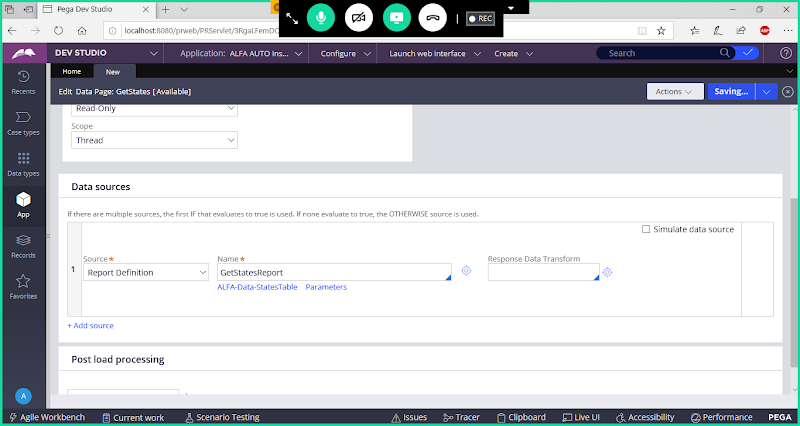 Pega Dev Studio
REC
localhost:8080/prweb/PRServlet/3RgaLFemDC
DEV STUDIO
Application: ALFA AUTO Ins...
Configure
Launch web interface
Create
Search
Recents
Case types
Data types
App
Records
Favorites
A
Home
New
Edit Data Page: GetStates [Available]
Actions
Saving...
Read-Only
Scope
Thread
Data sources
If there are multiple sources, the first IF that evaluates to true is used. If none evaluate to true, the OTHERWISE source is used.
Simulate data source
Source★ Name★ Response Data Transform
1 Report Definition GetStatesReport
ALFA-Data-StatesTable Parameters
+ Add source
Post load processing
Agile Workbench Current work Scenario Testing Issues Tracer Clipboard Live UI Accessibility Performance PEGA